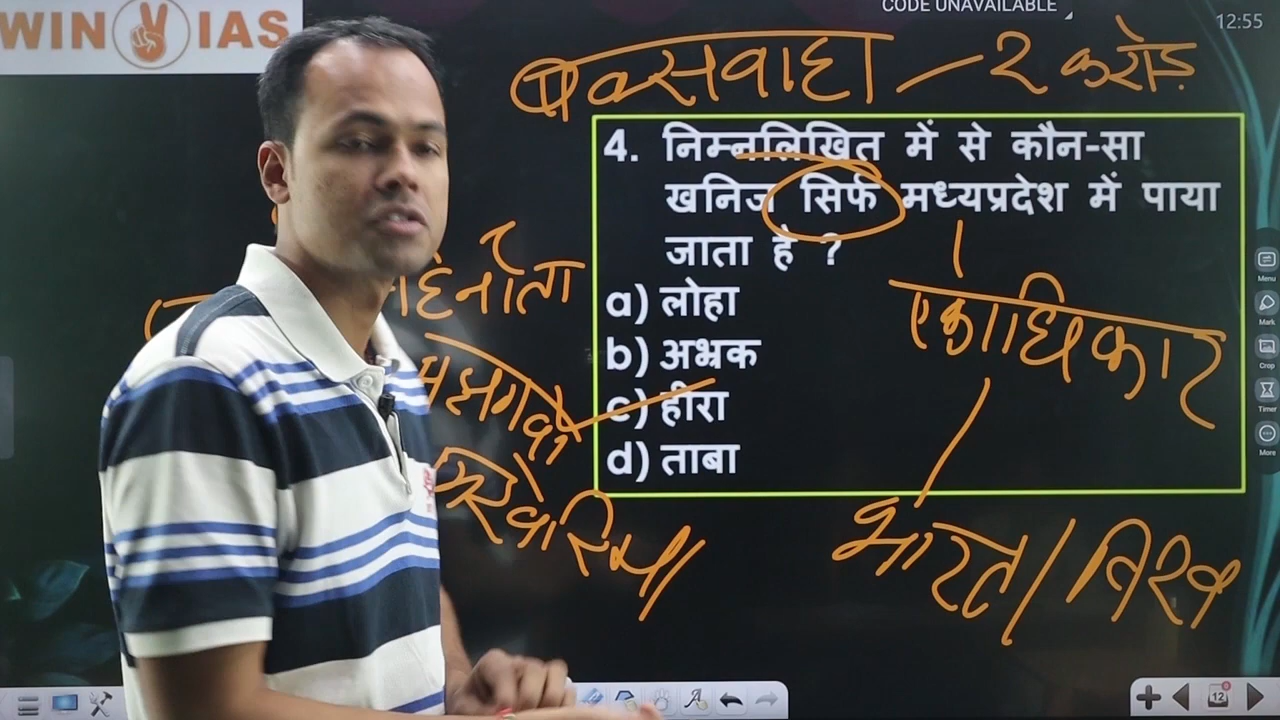 WIN IAS
CODE UNAVAILABLE
12:55
बक्सवाहा - 2 करोड़
4. निम्नलिखित में से कौन-सा
खनिज सिर्फ मध्यप्रदेश में पाया
जाता है ?
a) लोहा
b) अभ्रक
c) हीरा
d) ताबा
एकाधिकार
भारत/
हिनोता
मझगवां
Menu
Mark
Crop
Timer
More
12